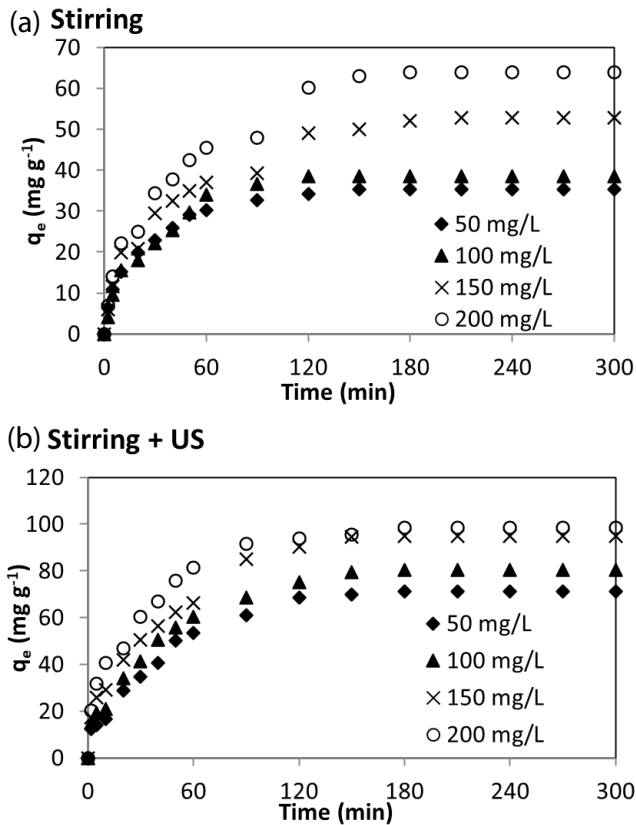 (a) Stirring
70
60
50
40
30
20
10
0
qe (mg g-1)
50 mg/L
100 mg/L
150 mg/L
200 mg/L
0 60 120 180 240 300
Time (min)
(b) Stirring + US
120
100
80
60
40
20
0
qe (mg g-1)
50 mg/L
100 mg/L
150 mg/L
200 mg/L
0 60 120 180 240 300
Time (min)